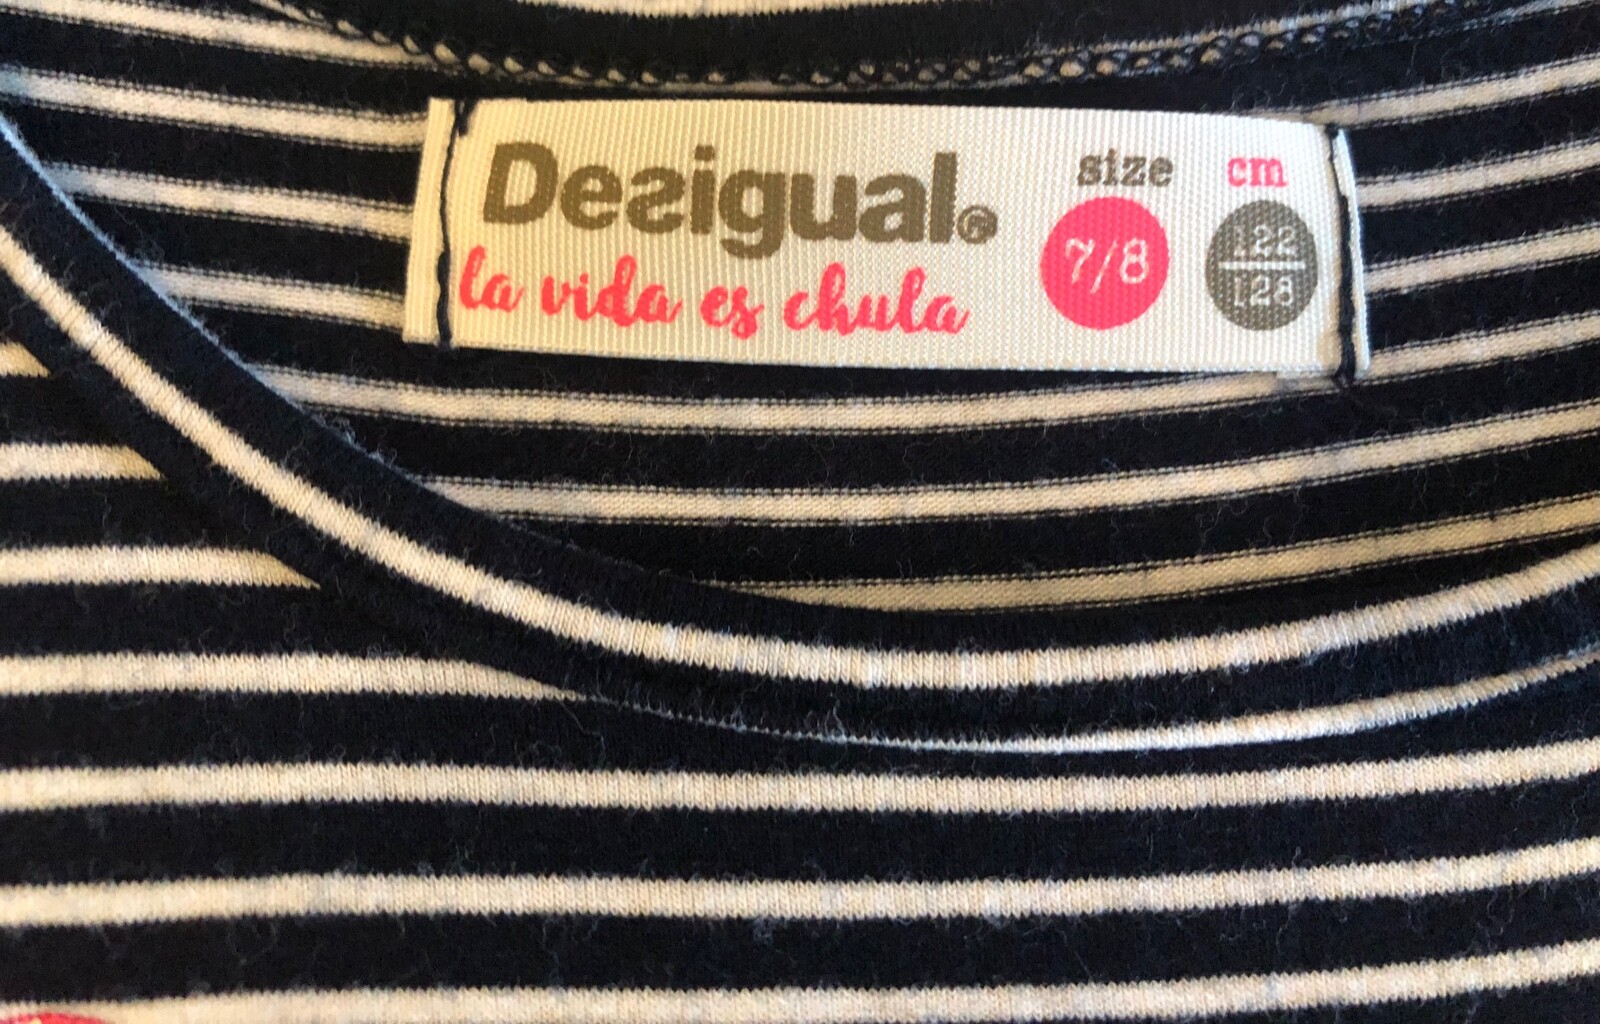 Desigual.®
la vida es chula
size
7/8
cm
122
128